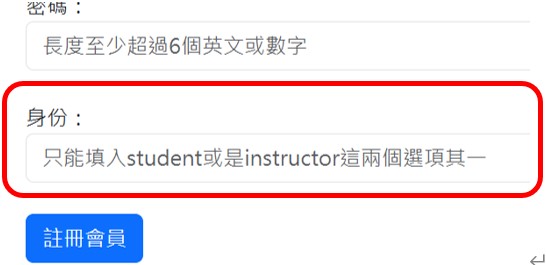 密碼：
長度至少超過6個英文或數字
身份：
只能填入student或是instructor這兩個選項其一
註冊會員